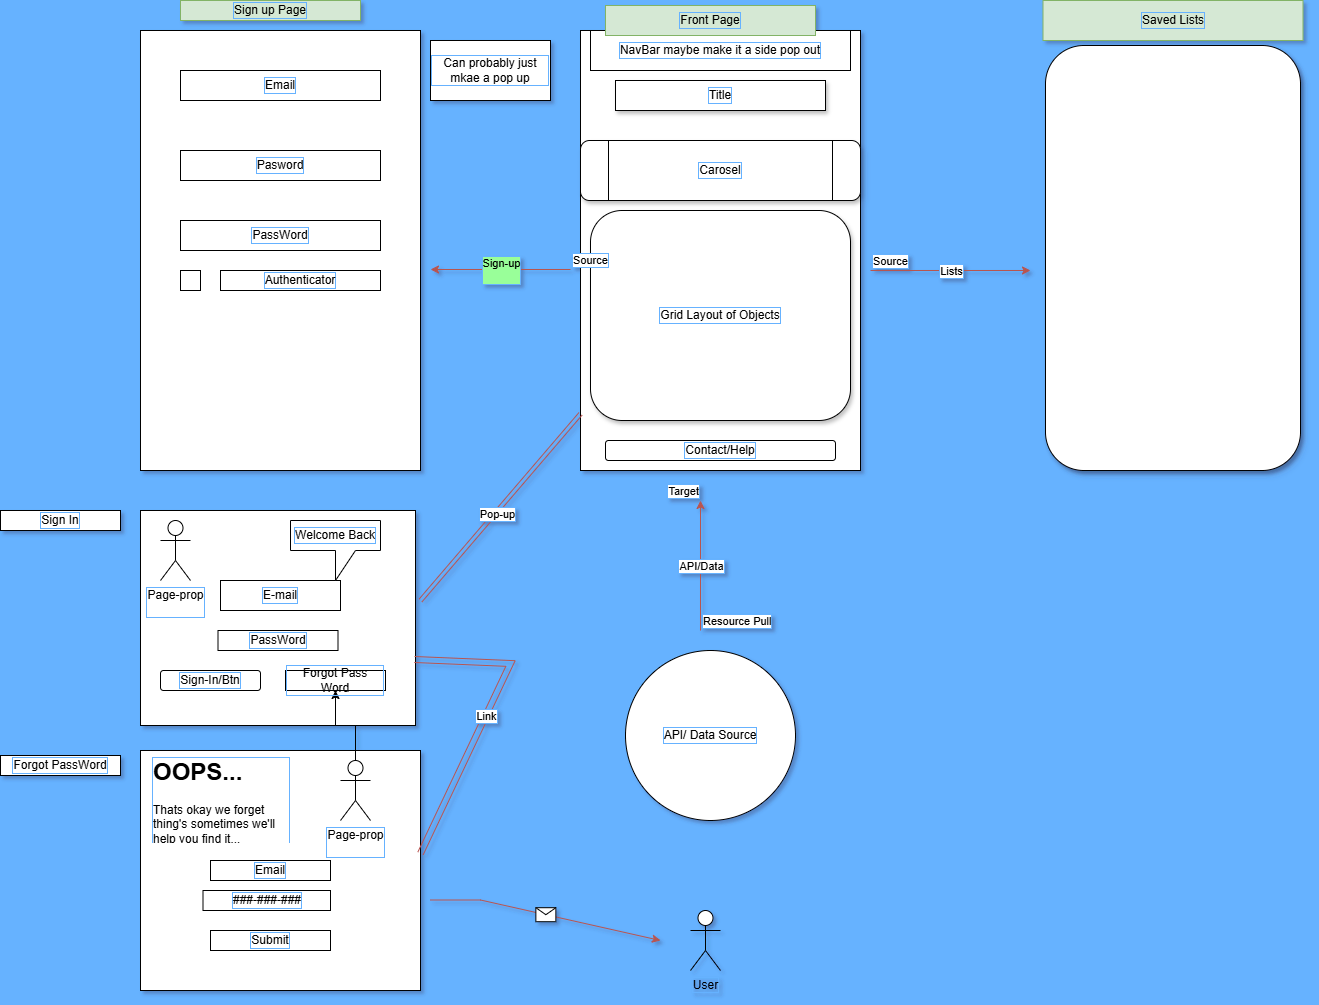 Sign up Page
Front Page
Saved Lists
Email
Can probably just
mkae a pop up
NavBar maybe make it a side pop out
Title
Pasword
Carosel
PassWord
Authenticator
Sign-up
Source
Source
Lists
Grid Layout of Objects
Contact/Help
Target
Pop-up
Sign In
Welcome Back
Page-prop
E-mail
PassWord
Sign-In/Btn
Forgot Pass
Word
API/Data
Resource Pull
Link
API/ Data Source
Forgot PassWord
OOPS...
Thats okay we forget
thing's sometimes we'll
help you find it...
Page-prop
Email
###-###-###
Submit
User